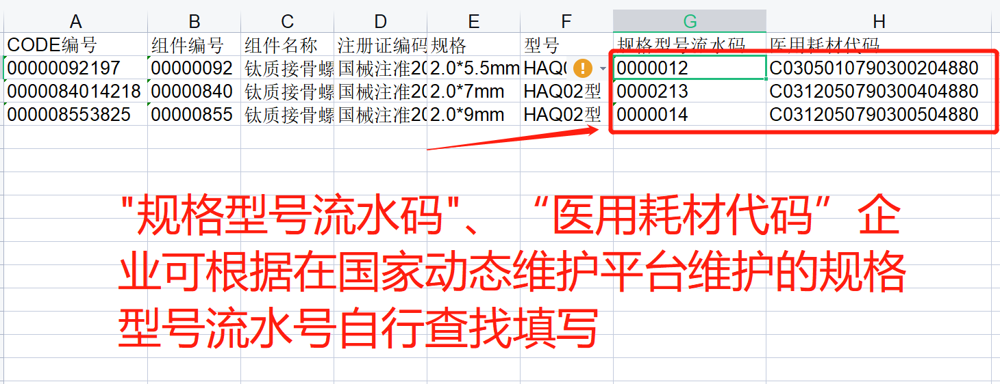 A B C D E F G H
CODE编号 组件编号 组件名称 注册证编码 规格 型号 规格型号流水码 医用耗材代码
00000092197 00000092 钛质接骨螺 国械注准20 2.0*5.5mm HAQ0 0000012 C0305010790300204880
0000084014218 00000840 钛质接骨螺 国械注准20 2.0*7mm HAQ02型 0000213 C0312050790300404880
000008553825 00000855 钛质接骨螺 国械注准20 2.0*9mm HAQ02型 0000014 C0312050790300504880
"规格型号流水码"、“医用耗材代码”企
业可根据在国家动态维护平台维护的规格
型号流水号自行查找填写